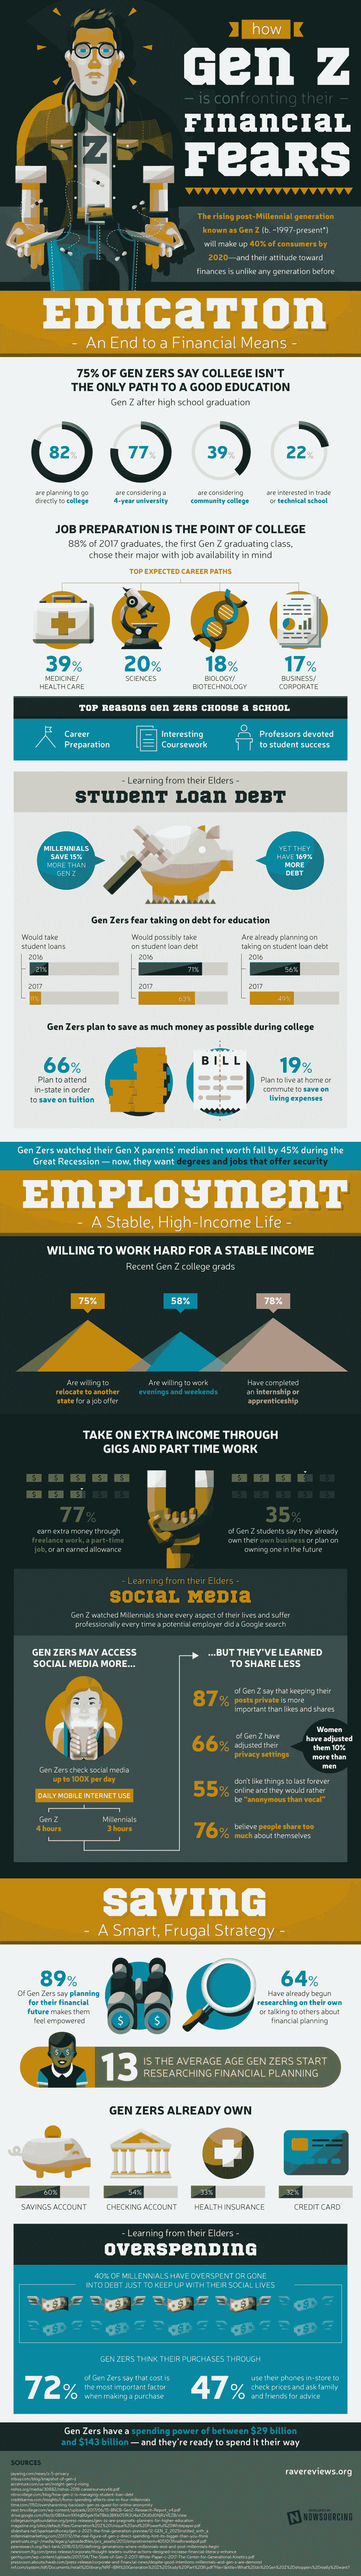 how
Gen Z
is confronting their
FINANCIAL
FEARS
The rising post-Millennial generation
known as Gen Z (b. ~1997-present*)
will make up 40% of consumers by
2020—and their attitude toward
finances is unlike any generation before
EDUCATION
- An End to a Financial Means -
75% OF GEN ZERS SAY COLLEGE ISN'T
THE ONLY PATH TO A GOOD EDUCATION
Gen Z after high school graduation
82%
77%
39%
22%
are planning to go
directly to college
are considering a
4-year university
are considering
community college
are interested in trade
or technical school
JOB PREPARATION IS THE POINT OF COLLEGE
88% of 2017 graduates, the first Gen Z graduating class,
chose their major with job availability in mind
TOP EXPECTED CAREER PATHS
39%
MEDICINE/
HEALTH CARE
20%
SCIENCES
18%
BIOLOGY/
BIOTECHNOLOGY
17%
BUSINESS/
CORPORATE
TOP REASONS GEN ZERS CHOOSE A SCHOOL
Career
Preparation
Interesting
Coursework
Professors devoted
to student success
- Learning from their Elders -
STUDENT LOAN DEBT
MILLENNIALS
SAVE 15%
MORE THAN
GEN Z
YET THEY
HAVE 169%
MORE
DEBT
Gen Zers fear taking on debt for education
Would take
student loans
2016
21%
2017
11%
Would possibly take
on student loan debt
2016
71%
2017
63%
Are already planning on
taking on student loan debt
2016
56%
2017
49%
Gen Zers plan to save as much money as possible during college
66%
Plan to attend
in-state in order
to save on tuition
BILL
19%
Plan to live at home or
commute to save on
living expenses
Gen Zers watched their Gen X parents' median net worth fall by 45% during the
Great Recession — now, they want degrees and jobs that offer security
EMPLOYMENT
- A Stable, High-Income Life -
WILLING TO WORK HARD FOR A STABLE INCOME
Recent Gen Z college grads
75%
58%
78%
Are willing to
relocate to another
state for a job offer
Are willing to work
evenings and weekends
Have completed
an internship or
apprenticeship
TAKE ON EXTRA INCOME THROUGH
GIGS AND PART TIME WORK
77%
earn extra money through
freelance work, a part-time
job, or an earned allowance
35%
of Gen Z students say they already
own their own business or plan on
owning one in the future
- Learning from their Elders -
SOCIAL MEDIA
Gen Z watched Millennials share every aspect of their lives and suffer
professionally every time a potential employer did a Google search
GEN ZERS MAY ACCESS
SOCIAL MEDIA MORE...
Gen Zers check social media
up to 100X per day
DAILY MOBILE INTERNET USE
Gen Z
4 hours
Millennials
3 hours
...BUT THEY'VE LEARNED
TO SHARE LESS
87%
of Gen Z say that keeping their
posts private is more
important than likes and shares
66%
of Gen Z have
adjusted their
privacy settings
Women
have adjusted
them 10%
more than
men
55%
don't like things to last forever
online and they would rather
be "anonymous than vocal"
76%
believe people share too
much about themselves
SAVING
- A Smart, Frugal Strategy -
89%
Of Gen Zers say planning
for their financial
future makes them
feel empowered
64%
Have already begun
researching on their own
or talking to others about
financial planning
13 IS THE AVERAGE AGE GEN ZERS START
RESEARCHING FINANCIAL PLANNING
GEN ZERS ALREADY OWN
60%
SAVINGS ACCOUNT
54%
CHECKING ACCOUNT
33%
HEALTH INSURANCE
32%
CREDIT CARD
- Learning from their Elders -
OVERSPENDING
40% OF MILLENNIALS HAVE OVERSPENT OR GONE
INTO DEBT JUST TO KEEP UP WITH THEIR SOCIAL LIVES
GEN ZERS THINK THEIR PURCHASES THROUGH
72%
of Gen Zers say that cost is
the most important factor
when making a purchase
47%
use their phones in-store to
check prices and ask family
and friends for advice
Gen Zers have a spending power of between $29 billion
and $143 billion — and they're ready to spend it their way
SOURCES
ravereviews.org
NOWSOURCING